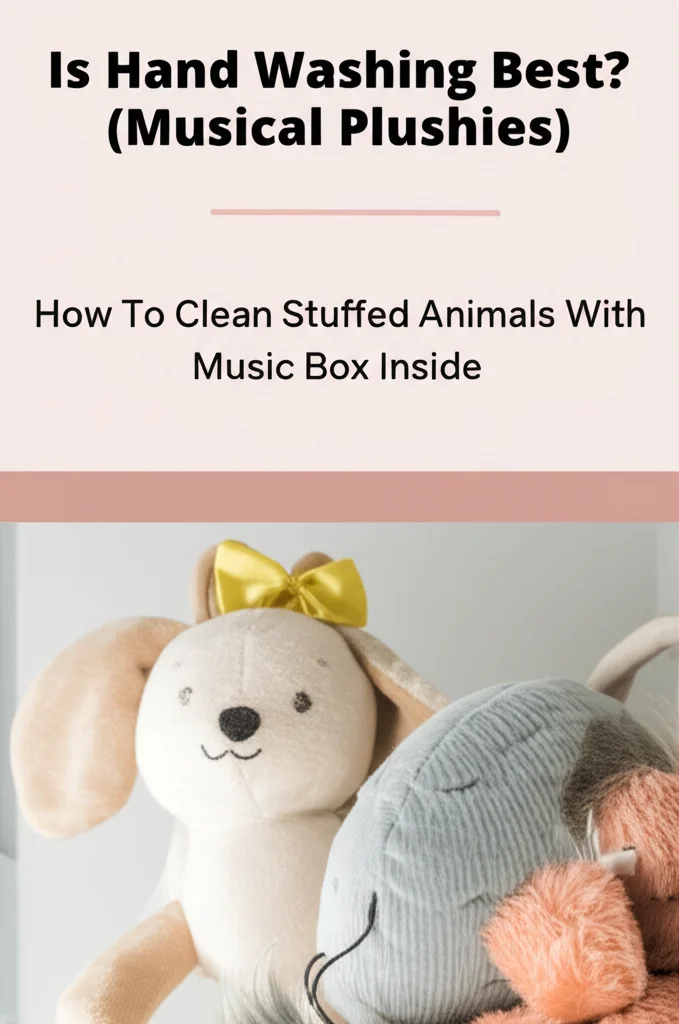 Is Hand Washing Best?
(Musical Plushies)
How To Clean Stuffed Animals With
Music Box Inside